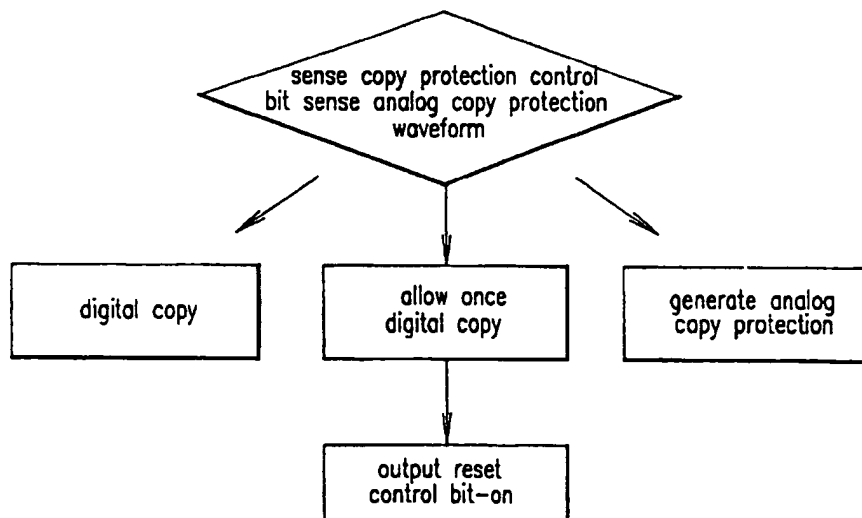 sense copy protection control
bit sense analog copy protection
waveform
digital copy
allow once
digital copy
generate analog
copy protection
output reset
control bit-on